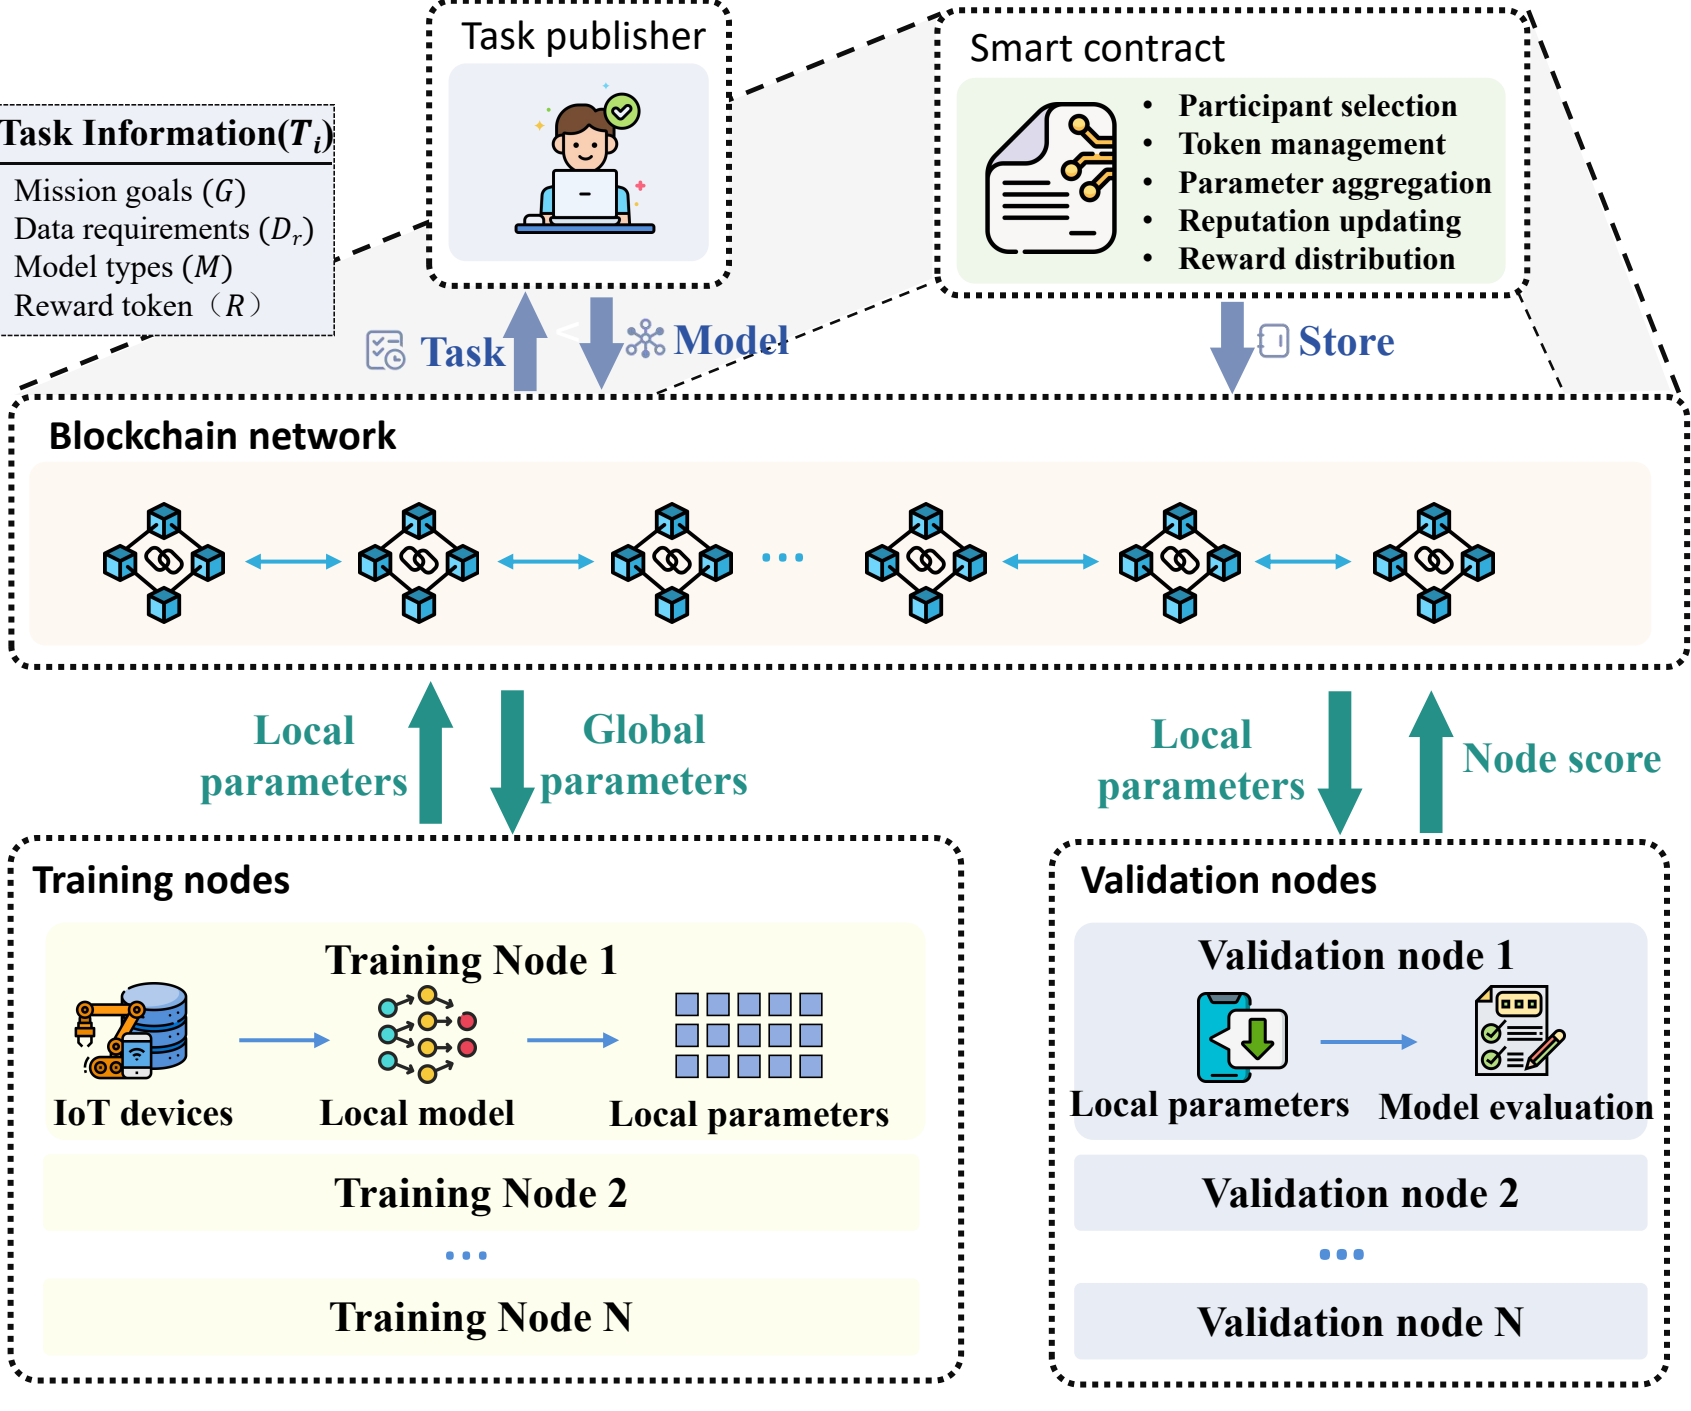 Task publisher
Smart contract
• Participant selection
• Token management
• Parameter aggregation
• Reputation updating
• Reward distribution
Task Information(T_i)
Mission goals (G)
Data requirements (D_r)
Model types (M)
Reward token（R）
Task
<
Model
Store
Blockchain network
...
Local
parameters
Global
parameters
Local
parameters
Node score
Training nodes
Training Node 1
IoT devices
Local model
Local parameters
Training Node 2
...
Training Node N
Validation nodes
Validation node 1
Local parameters
Model evaluation
Validation node 2
...
Validation node N